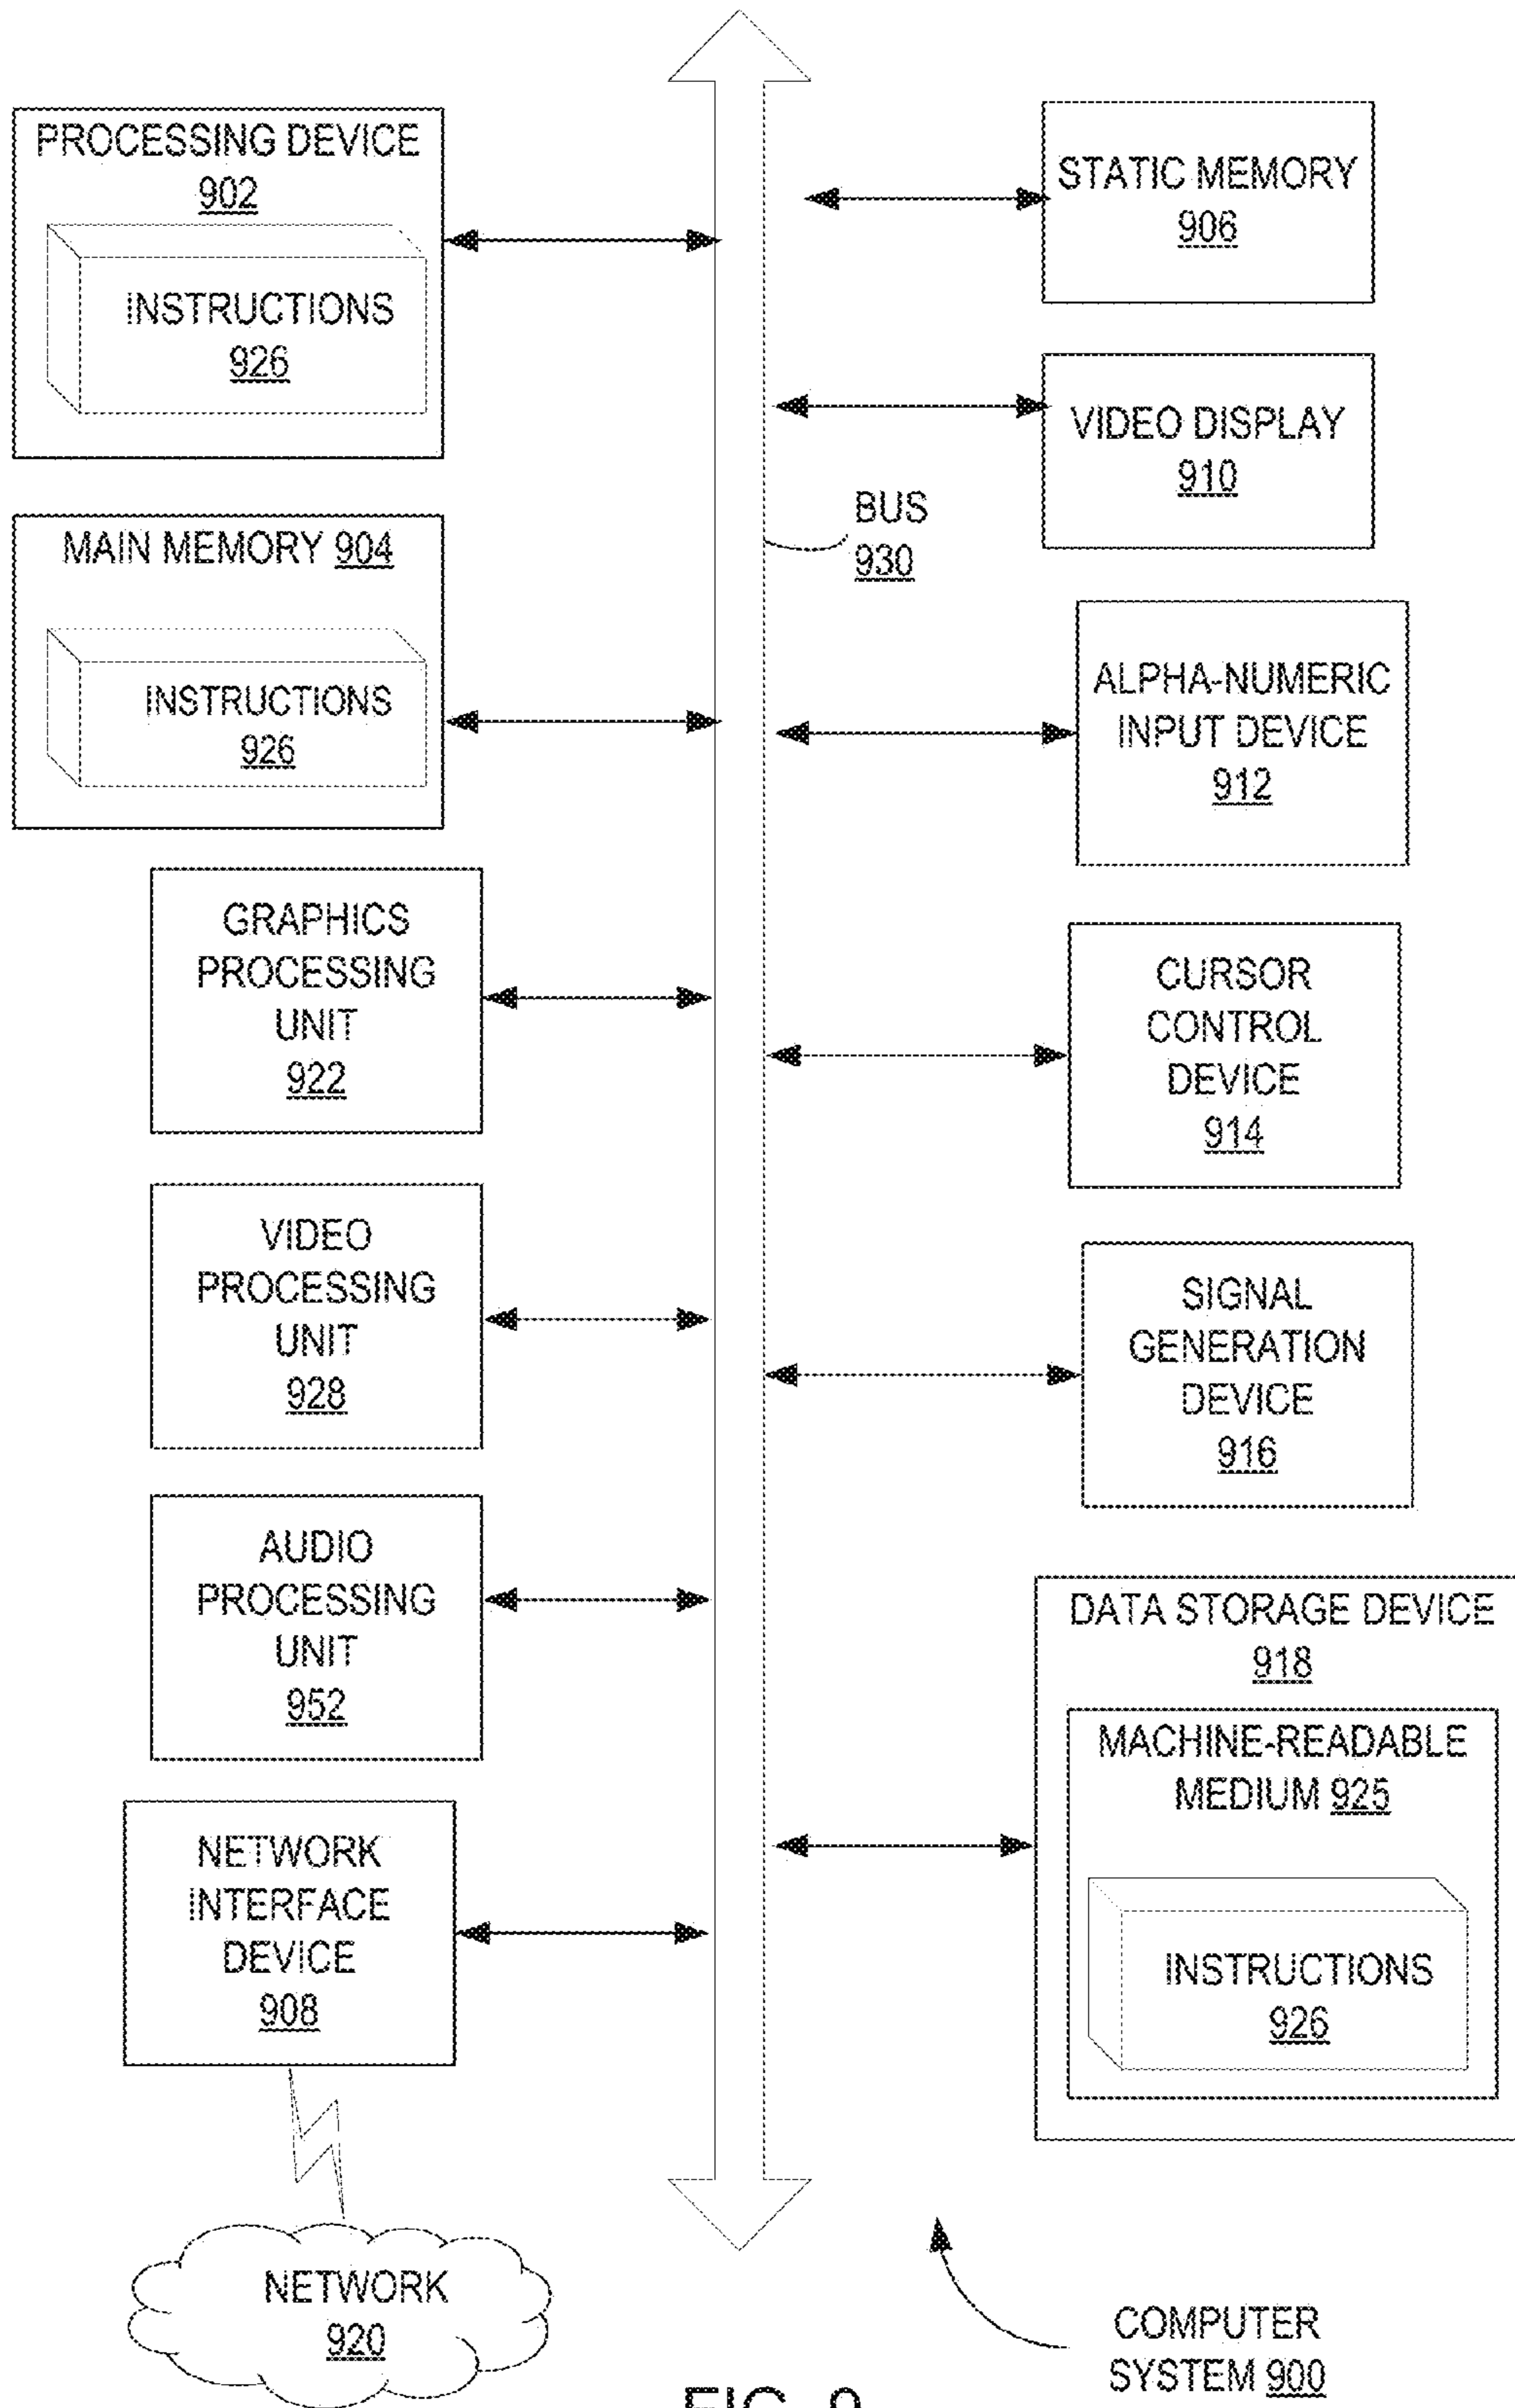 PROCESSING DEVICE
902
INSTRUCTIONS
926
MAIN MEMORY 904
INSTRUCTIONS
926
GRAPHICS
PROCESSING
UNIT
922
VIDEO
PROCESSING
UNIT
928
AUDIO
PROCESSING
UNIT
952
NETWORK
INTERFACE
DEVICE
908
NETWORK
920
BUS
930
STATIC MEMORY
906
VIDEO DISPLAY
910
ALPHA-NUMERIC
INPUT DEVICE
912
CURSOR
CONTROL
DEVICE
914
SIGNAL
GENERATION
DEVICE
916
DATA STORAGE DEVICE
918
MACHINE-READABLE
MEDIUM 925
INSTRUCTIONS
926
COMPUTER
SYSTEM 900
FIG. 9